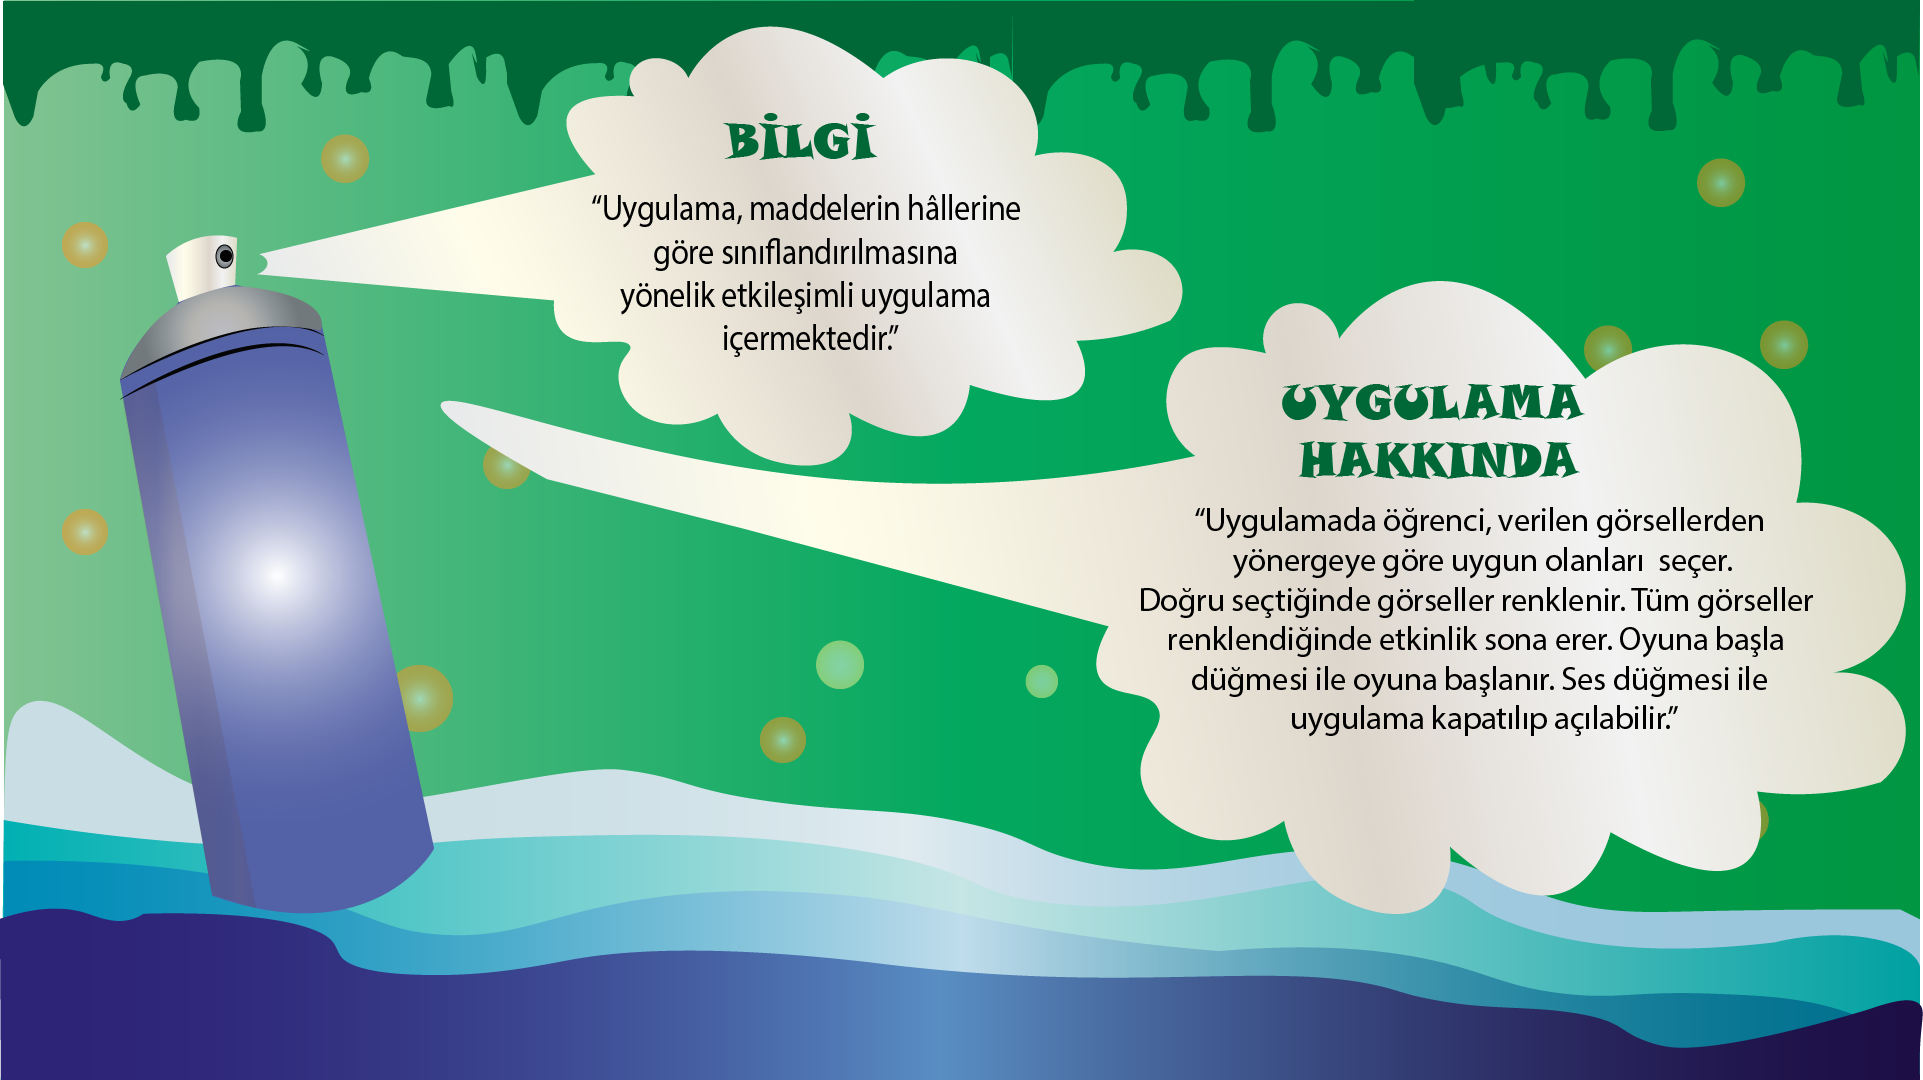 BİLGİ
“Uygulama, maddelerin hâllerine
göre sınıflandırılmasına
yönelik etkileşimli uygulama
içermektedir.”
UYGULAMA
HAKKINDA
“Uygulamada öğrenci, verilen görsellerden
yönergeye göre uygun olanları  seçer.
Doğru seçtiğinde görseller renklenir. Tüm görseller
renklendiğinde etkinlik sona erer. Oyuna başla
düğmesi ile oyuna başlanır. Ses düğmesi ile
uygulama kapatılıp açılabilir.”